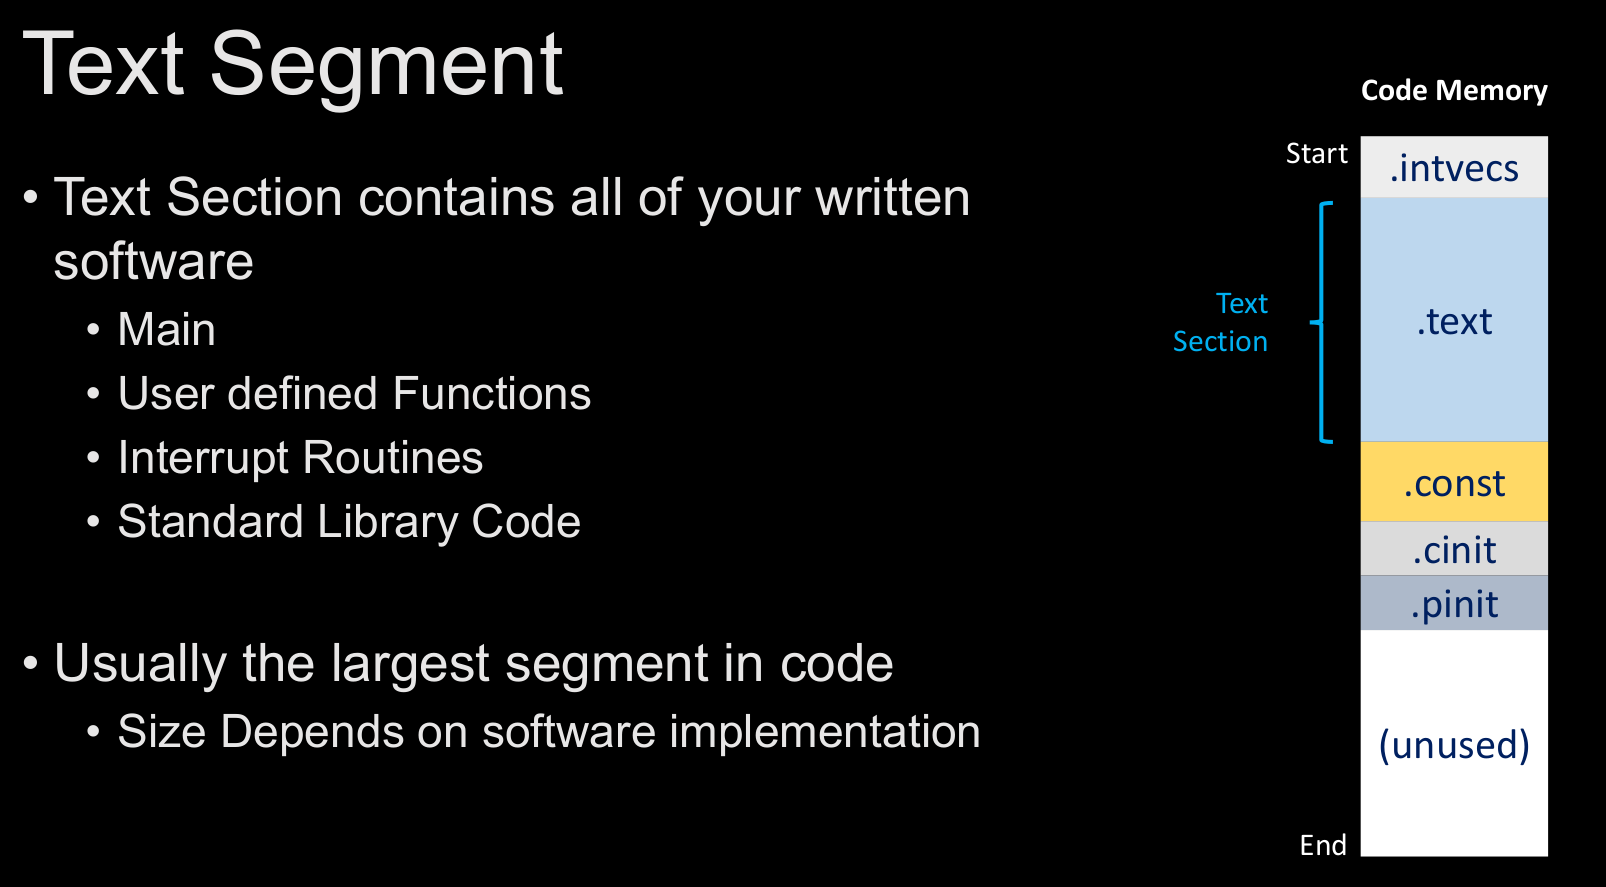 Text Segment
• Text Section contains all of your written
software
• Main
• User defined Functions
• Interrupt Routines
• Standard Library Code
• Usually the largest segment in code
• Size Depends on software implementation
Code Memory
Start
.intvecs
Text
Section
.text
.const
.cinit
.pinit
(unused)
End